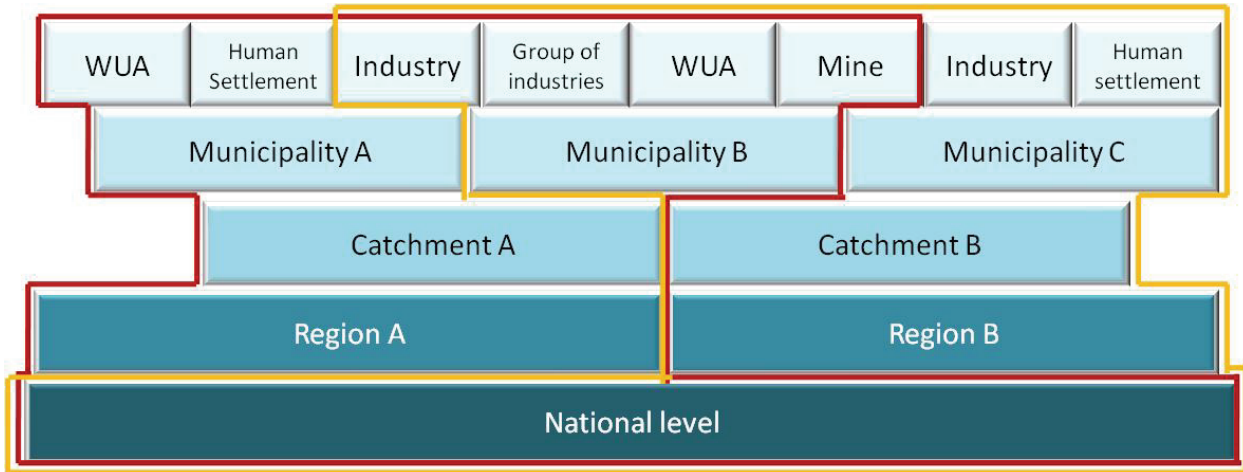 WUA
Human
Settlement
Industry
Group of
industries
WUA
Mine
Industry
Human
settlement
Municipality A
Municipality B
Municipality C
Catchment A
Catchment B
Region A
Region B
National level